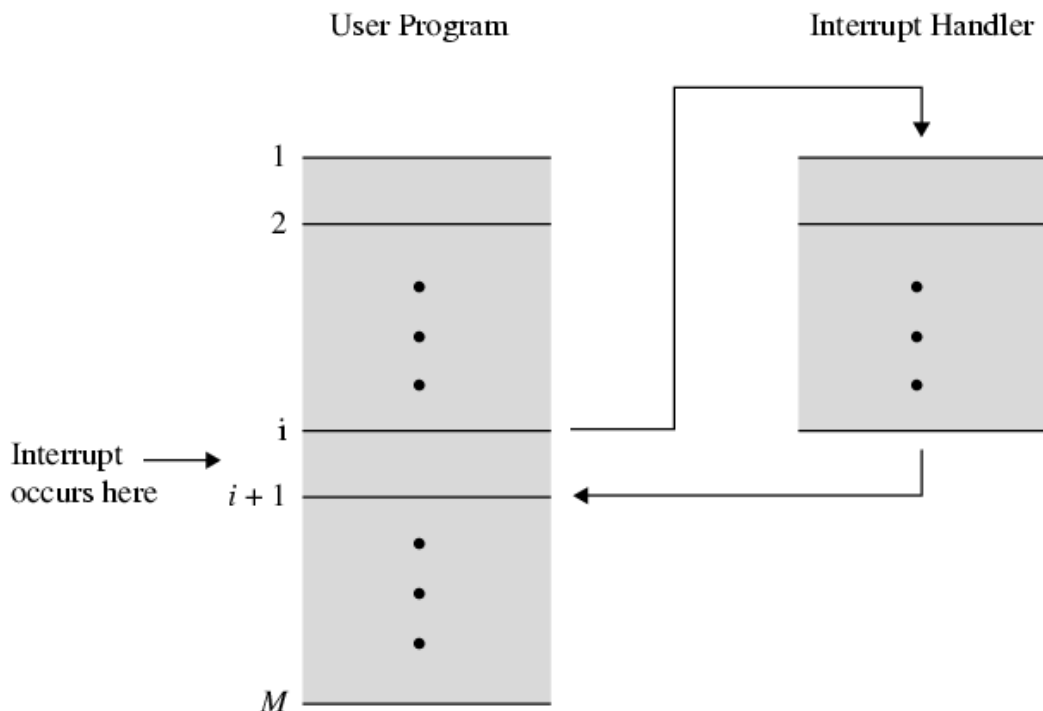 User Program
Interrupt Handler
1
2
i
Interrupt
occurs here
i + 1
M